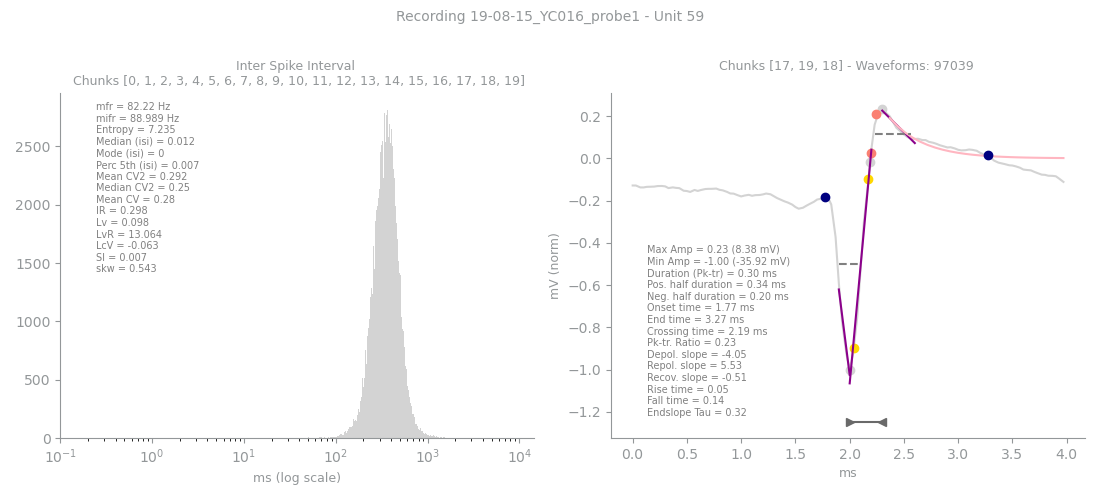 Recording 19-08-15_YC016_probe1 - Unit 59
Inter Spike Interval
Chunks [0, 1, 2, 3, 4, 5, 6, 7, 8, 9, 10, 11, 12, 13, 14, 15, 16, 17, 18, 19]
mfr = 82.22 Hz
mifr = 88.989 Hz
Entropy = 7.235
Median (isi) = 0.012
Mode (isi) = 0
Perc 5th (isi) = 0.007
Mean CV2 = 0.292
Median CV2 = 0.25
Mean CV = 0.28
IR = 0.298
Lv = 0.098
LvR = 13.064
LcV = -0.063
SI = 0.007
skw = 0.543
2500
2000
1500
1000
500
0
10⁻¹ 10⁰ 10¹ 10² 10³ 10⁴
ms (log scale)
Chunks [17, 19, 18] - Waveforms: 97039
mV (norm)
0.2
0.0
−0.2
−0.4
−0.6
−0.8
−1.0
−1.2
Max Amp = 0.23 (8.38 mV)
Min Amp = -1.00 (-35.92 mV)
Duration (Pk-tr) = 0.30 ms
Pos. half duration = 0.34 ms
Neg. half duration = 0.20 ms
Onset time = 1.77 ms
End time = 3.27 ms
Crossing time = 2.19 ms
Pk-tr. Ratio = 0.23
Depol. slope = -4.05
Repol. slope = 5.53
Recov. slope = -0.51
Rise time = 0.05
Fall time = 0.14
Endslope Tau = 0.32
0.0 0.5 1.0 1.5 2.0 2.5 3.0 3.5 4.0
ms